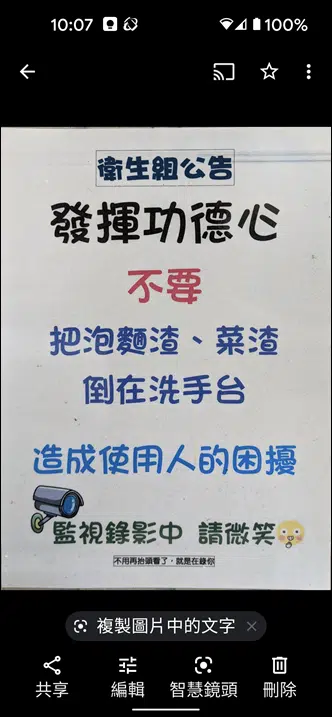 10:07
100%
衛生組公告
發揮功德心
不要
把泡麵渣、菜渣
倒在洗手台
造成使用人的困擾
監視錄影中 請微笑
不用再抬頭看了,就是在錄你
複製圖片中的文字
共享
編輯
智慧鏡頭
刪除